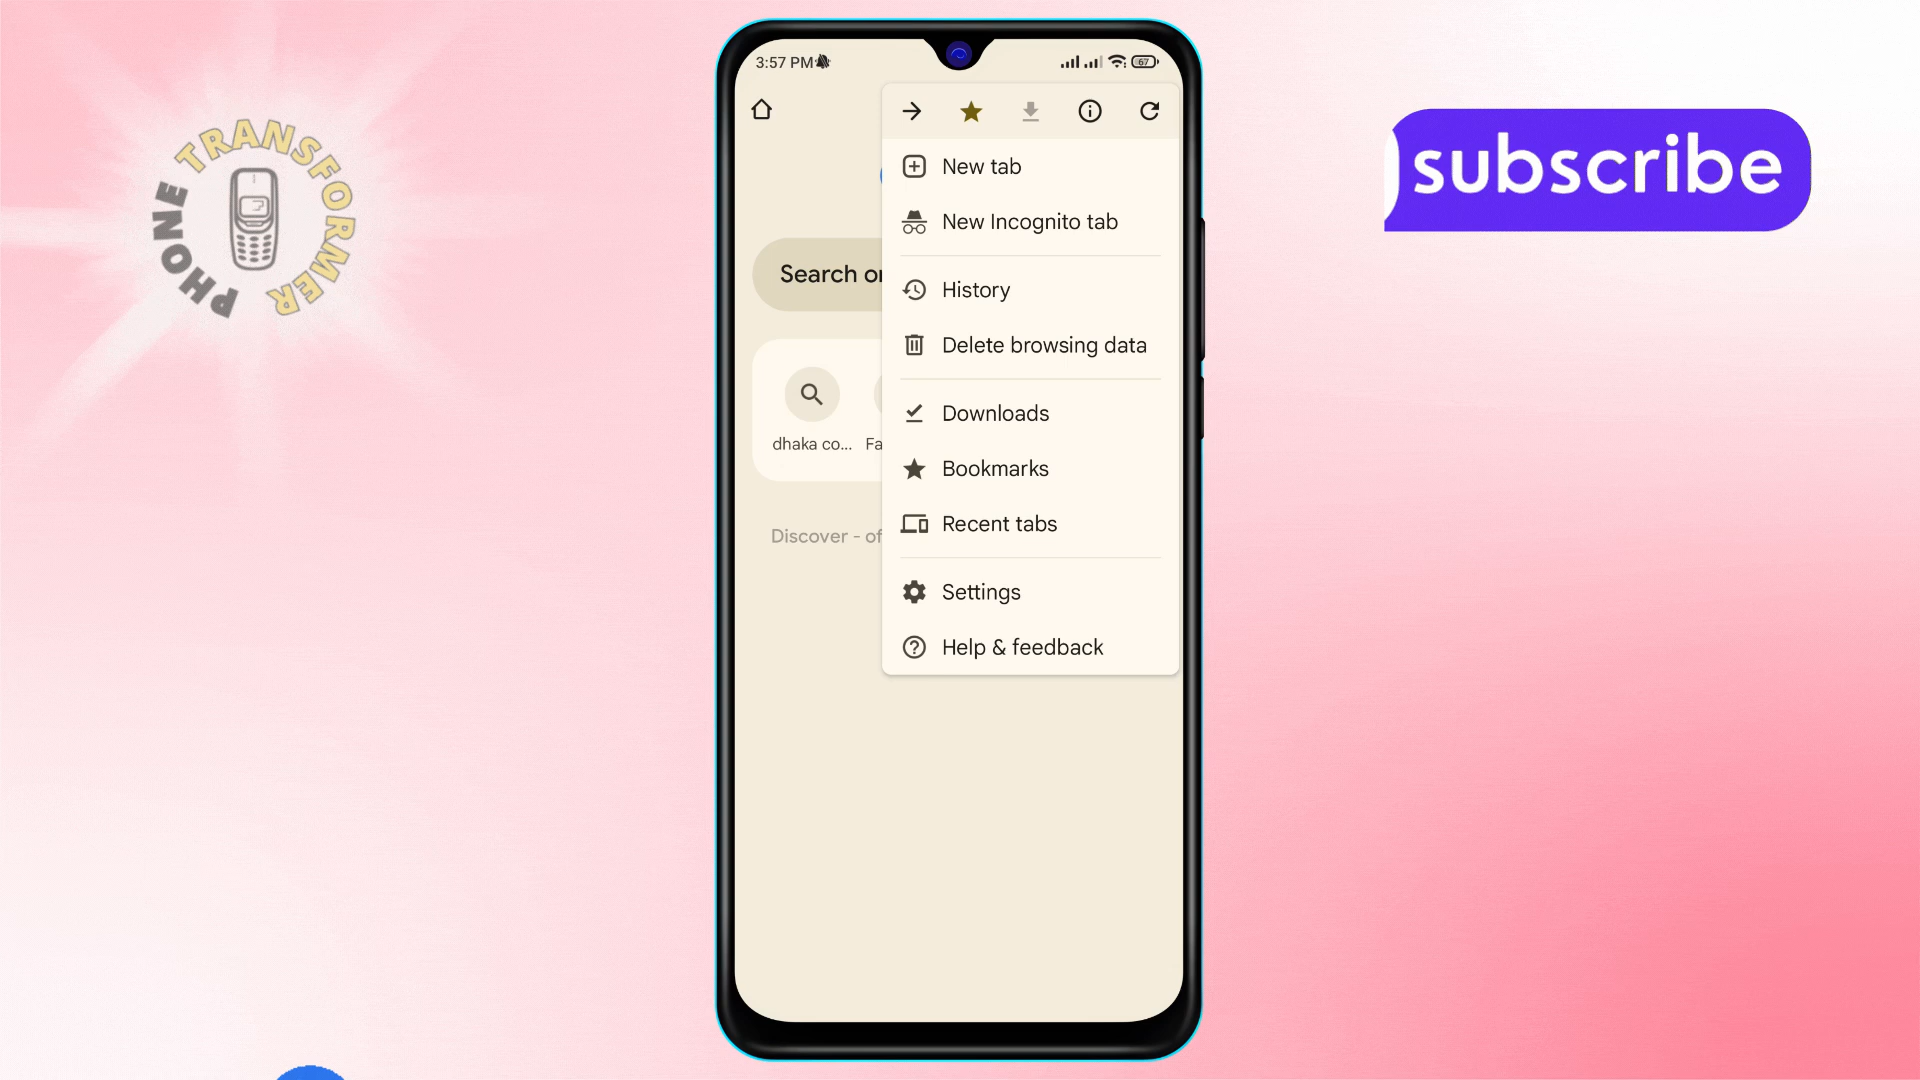 PHONE TRANSFORMER
subscribe
3:57 PM
67
New tab
New Incognito tab
Search or
History
Delete browsing data
dhaka co... Fa
Downloads
Bookmarks
Recent tabs
Discover - of
Settings
Help & feedback